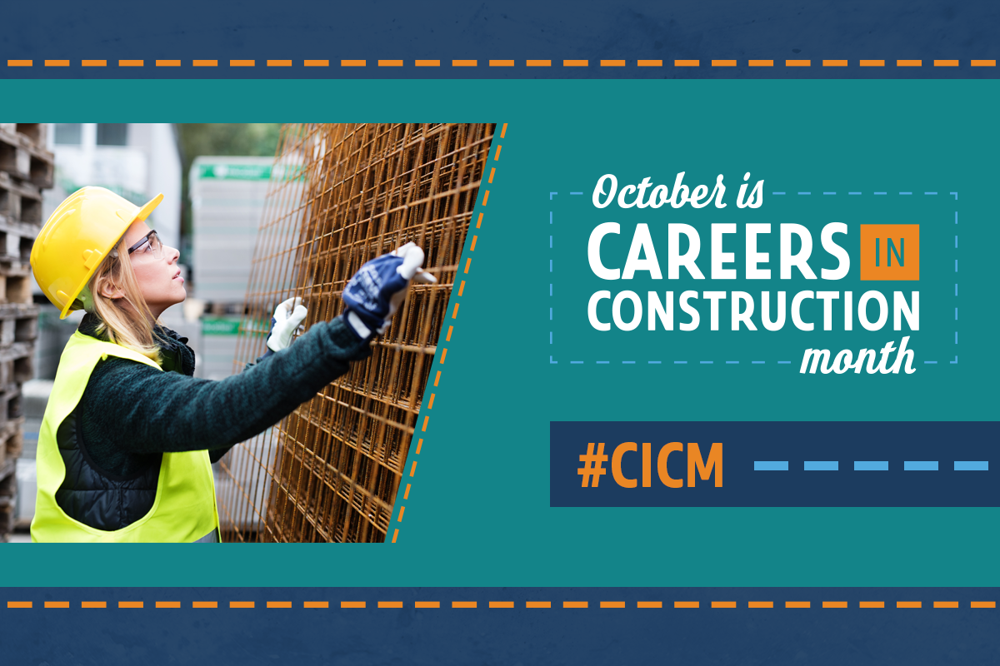 October is
CAREERS IN
CONSTRUCTION
month
#CICM